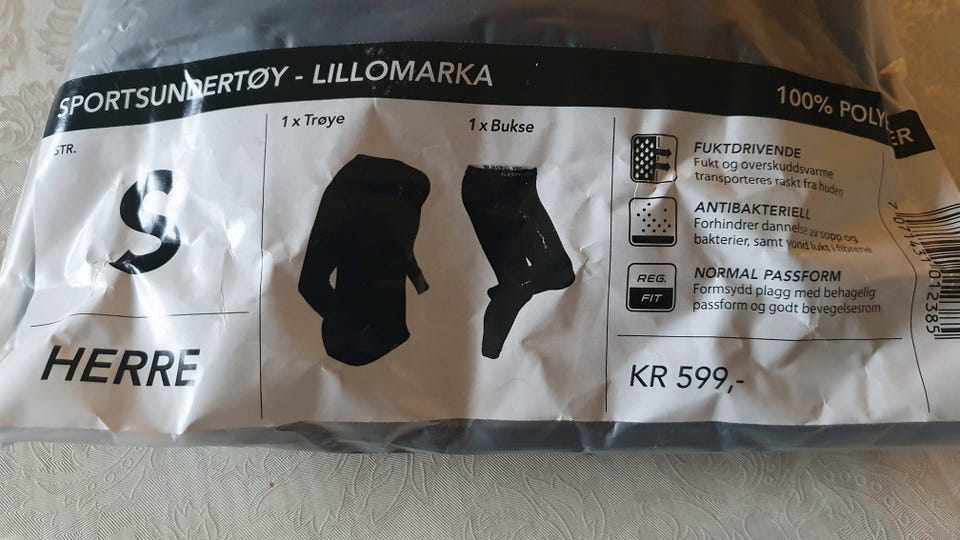 SPORTSUNDERTØY - LILLOMARKA
100% POLY ER
STR.
S
HERRE
1 x Trøye
1 x Bukse
FUKTDRIVENDE
Fukt og overskuddsvarme
transporteres raskt fra huden
ANTIBAKTERIELL
Forhindrer dannelse av sopp og
bakterier, samt vond lukt i fibrene
REG.
FIT
NORMAL PASSFORM
Formsydd plagg med behagelig
passform og godt bevegelsesrom
KR 599,-